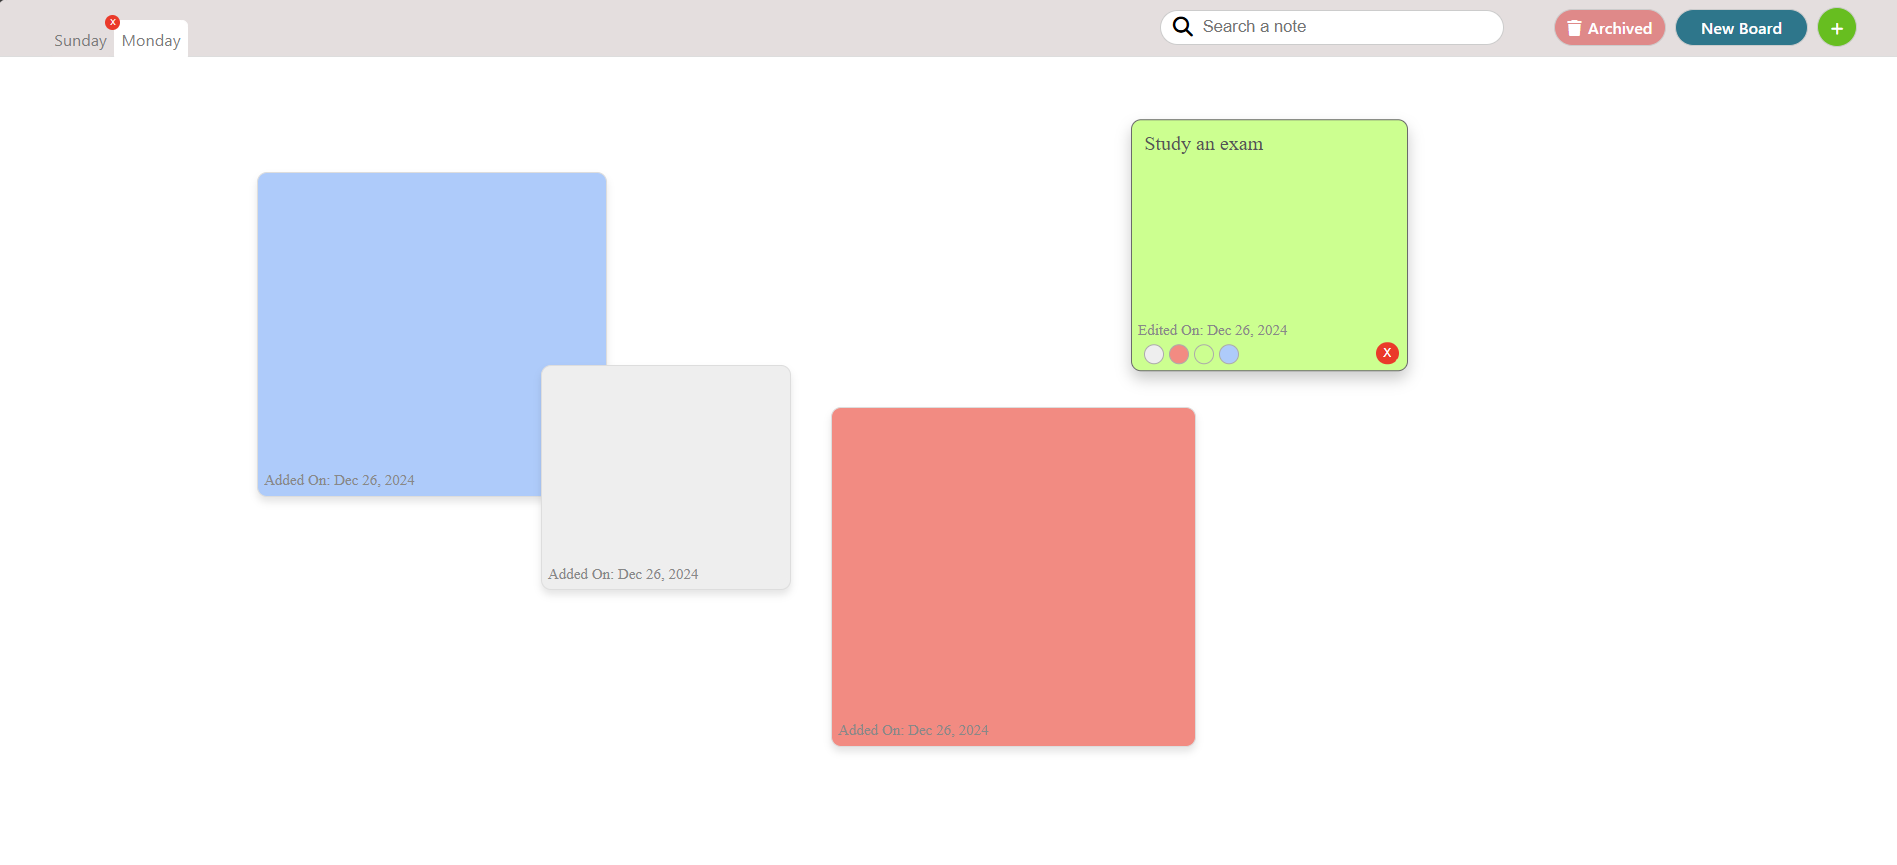 x
Sunday
Monday
Search a note
Archived
New Board
+
Study an exam
Edited On: Dec 26, 2024
X
Added On: Dec 26, 2024
Added On: Dec 26, 2024
Added On: Dec 26, 2024